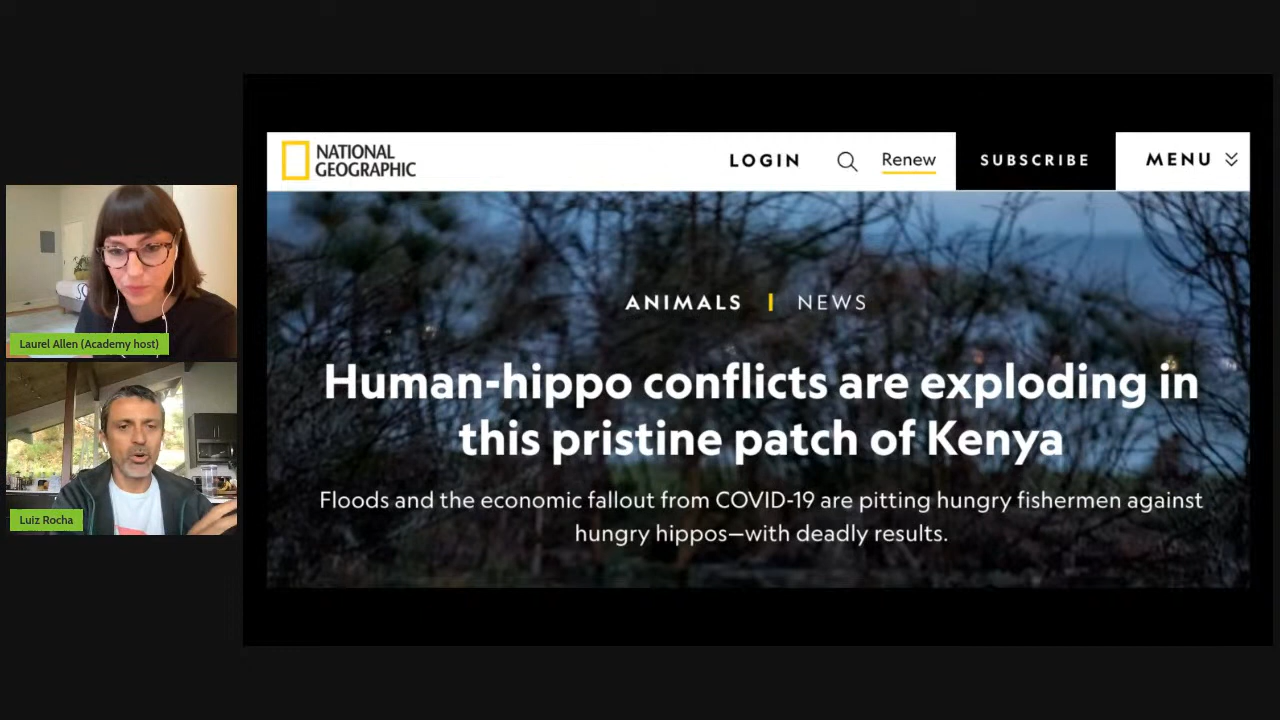 Laurel Allen (Academy host)
Luiz Rocha
NATIONAL
GEOGRAPHIC
LOGIN
Renew
SUBSCRIBE
MENU
ANIMALS | NEWS
Human-hippo conflicts are exploding in
this pristine patch of Kenya
Floods and the economic fallout from COVID-19 are pitting hungry fishermen against
hungry hippos—with deadly results.